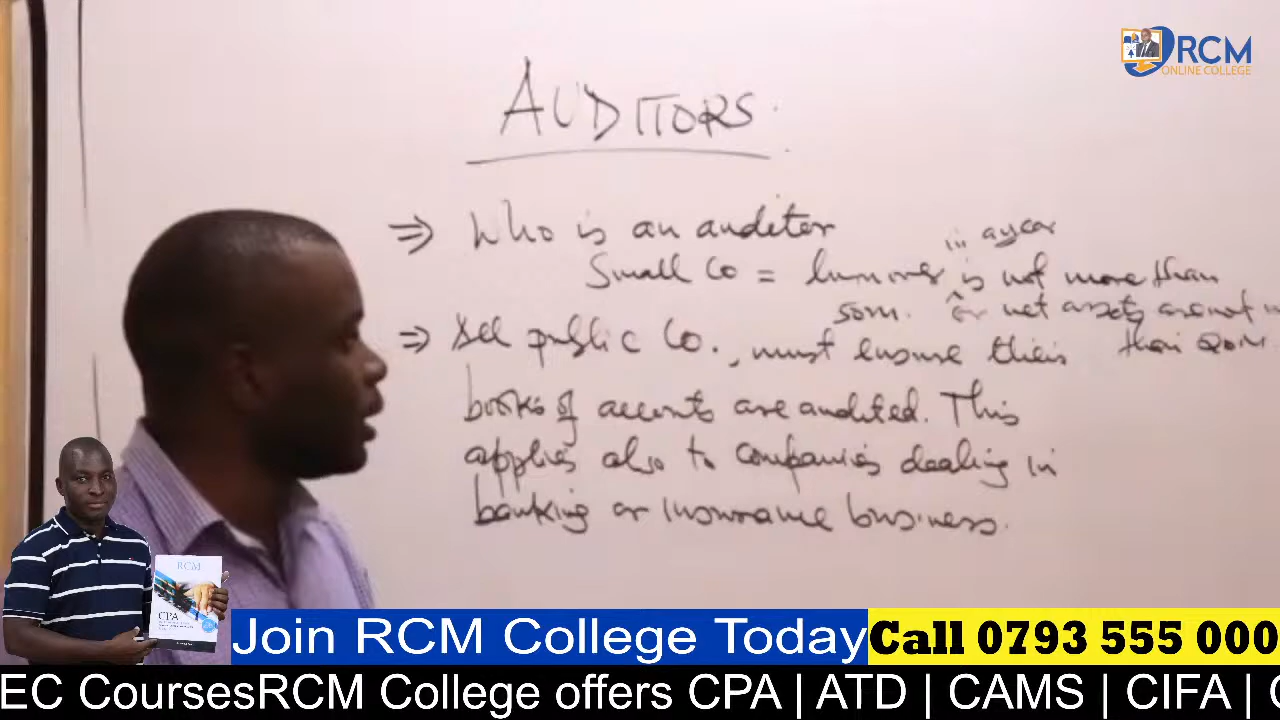 RCM
ONLINE COLLEGE
AUDITORS
⇒ Who is an auditor
in a year
Small Co = is not more than
50m. or net assets are not
than 20M.
⇒ All public Co., must ensure their
books of accounts are audited. This
applies also to companies dealing in
banking or insurance business.
RCM
CPA
Join RCM College Today
Call 0793 555 000
EC CoursesRCM College offers CPA | ATD | CAMS | CIFA |